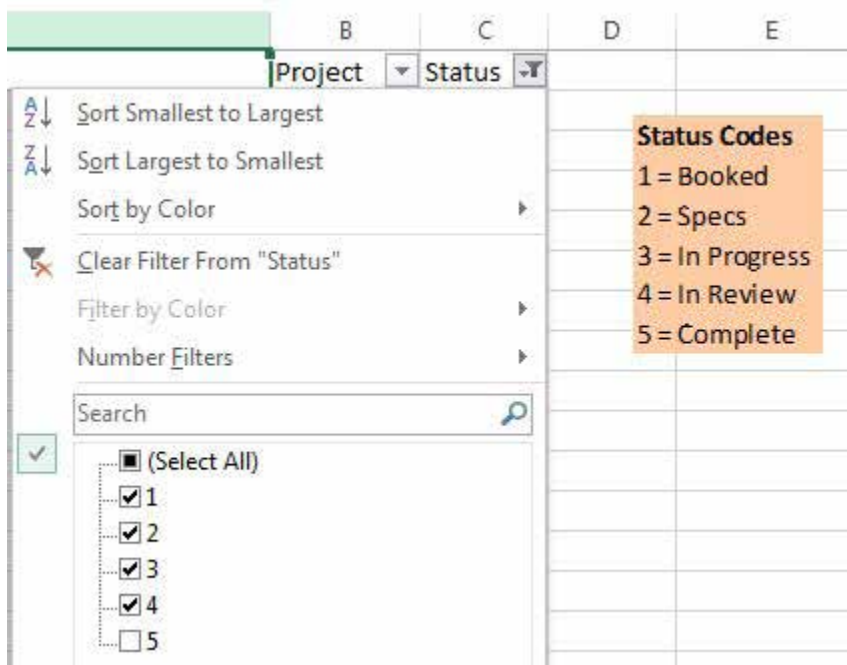 B C D E
Project Status
Sort Smallest to Largest
Sort Largest to Smallest
Sort by Color
Clear Filter From "Status"
Filter by Color
Number Filters
Search
(Select All)
1
2
3
4
5
Status Codes
1 = Booked
2 = Specs
3 = In Progress
4 = In Review
5 = Complete